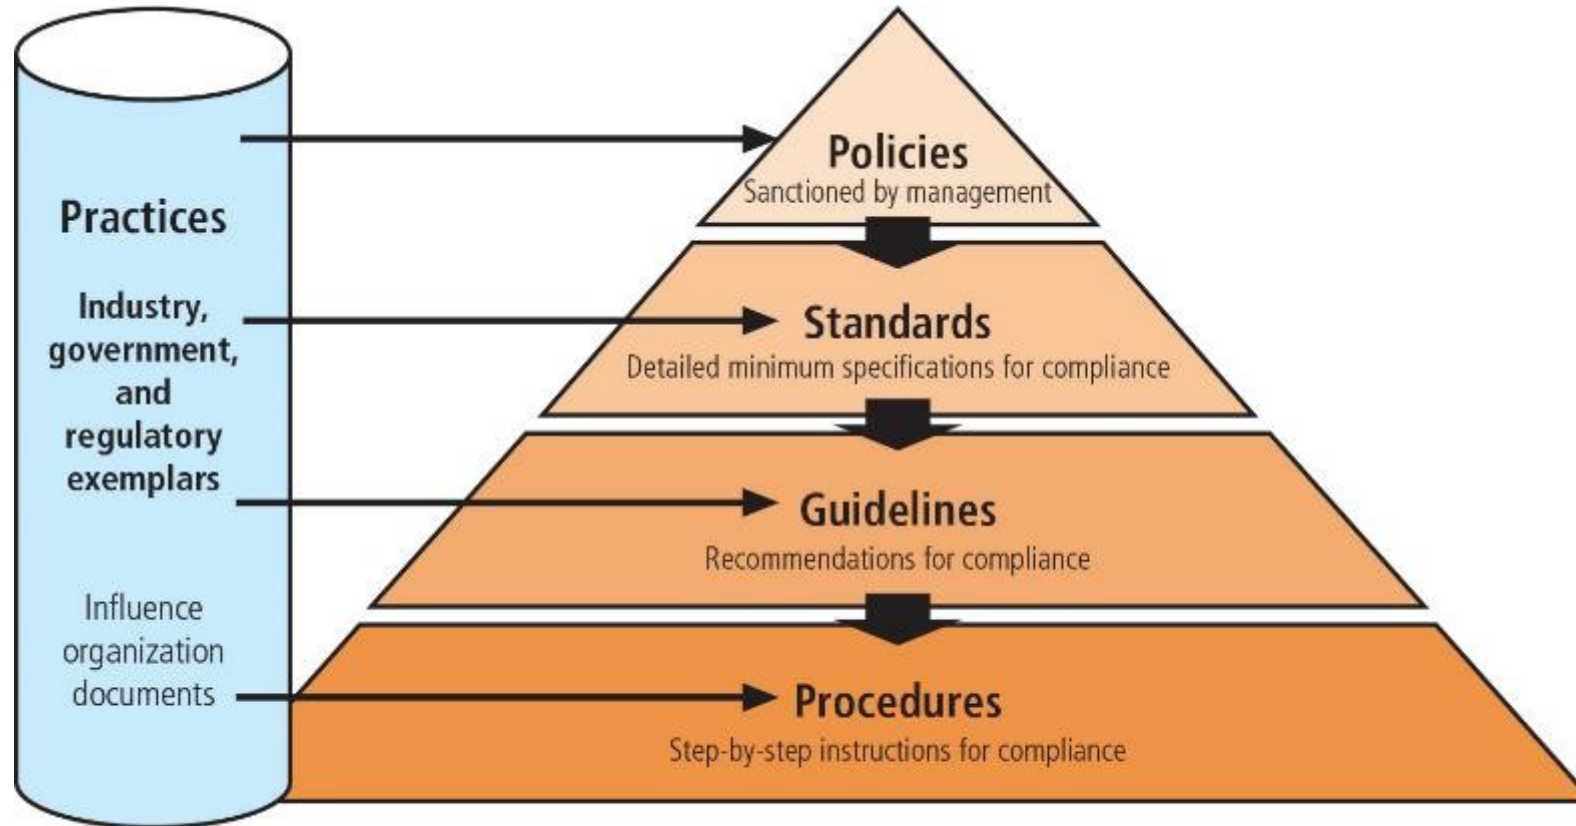 Practices
Industry,
government,
and
regulatory
exemplars
Influence
organization
documents
Policies
Sanctioned by management
Standards
Detailed minimum specifications for compliance
Guidelines
Recommendations for compliance
Procedures
Step-by-step instructions for compliance